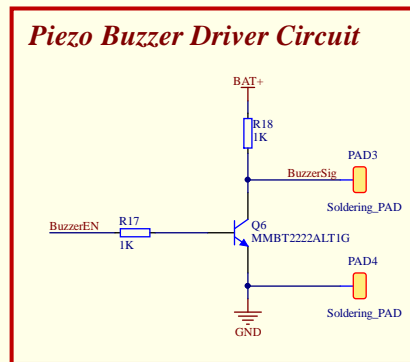 Piezo Buzzer Driver Circuit
BAT+
R18
1K
PAD3
BuzzerSig
Soldering_PAD
R17
BuzzerEN
1K
Q6
MMBT2222ALT1G
PAD4
GND
Soldering_PAD